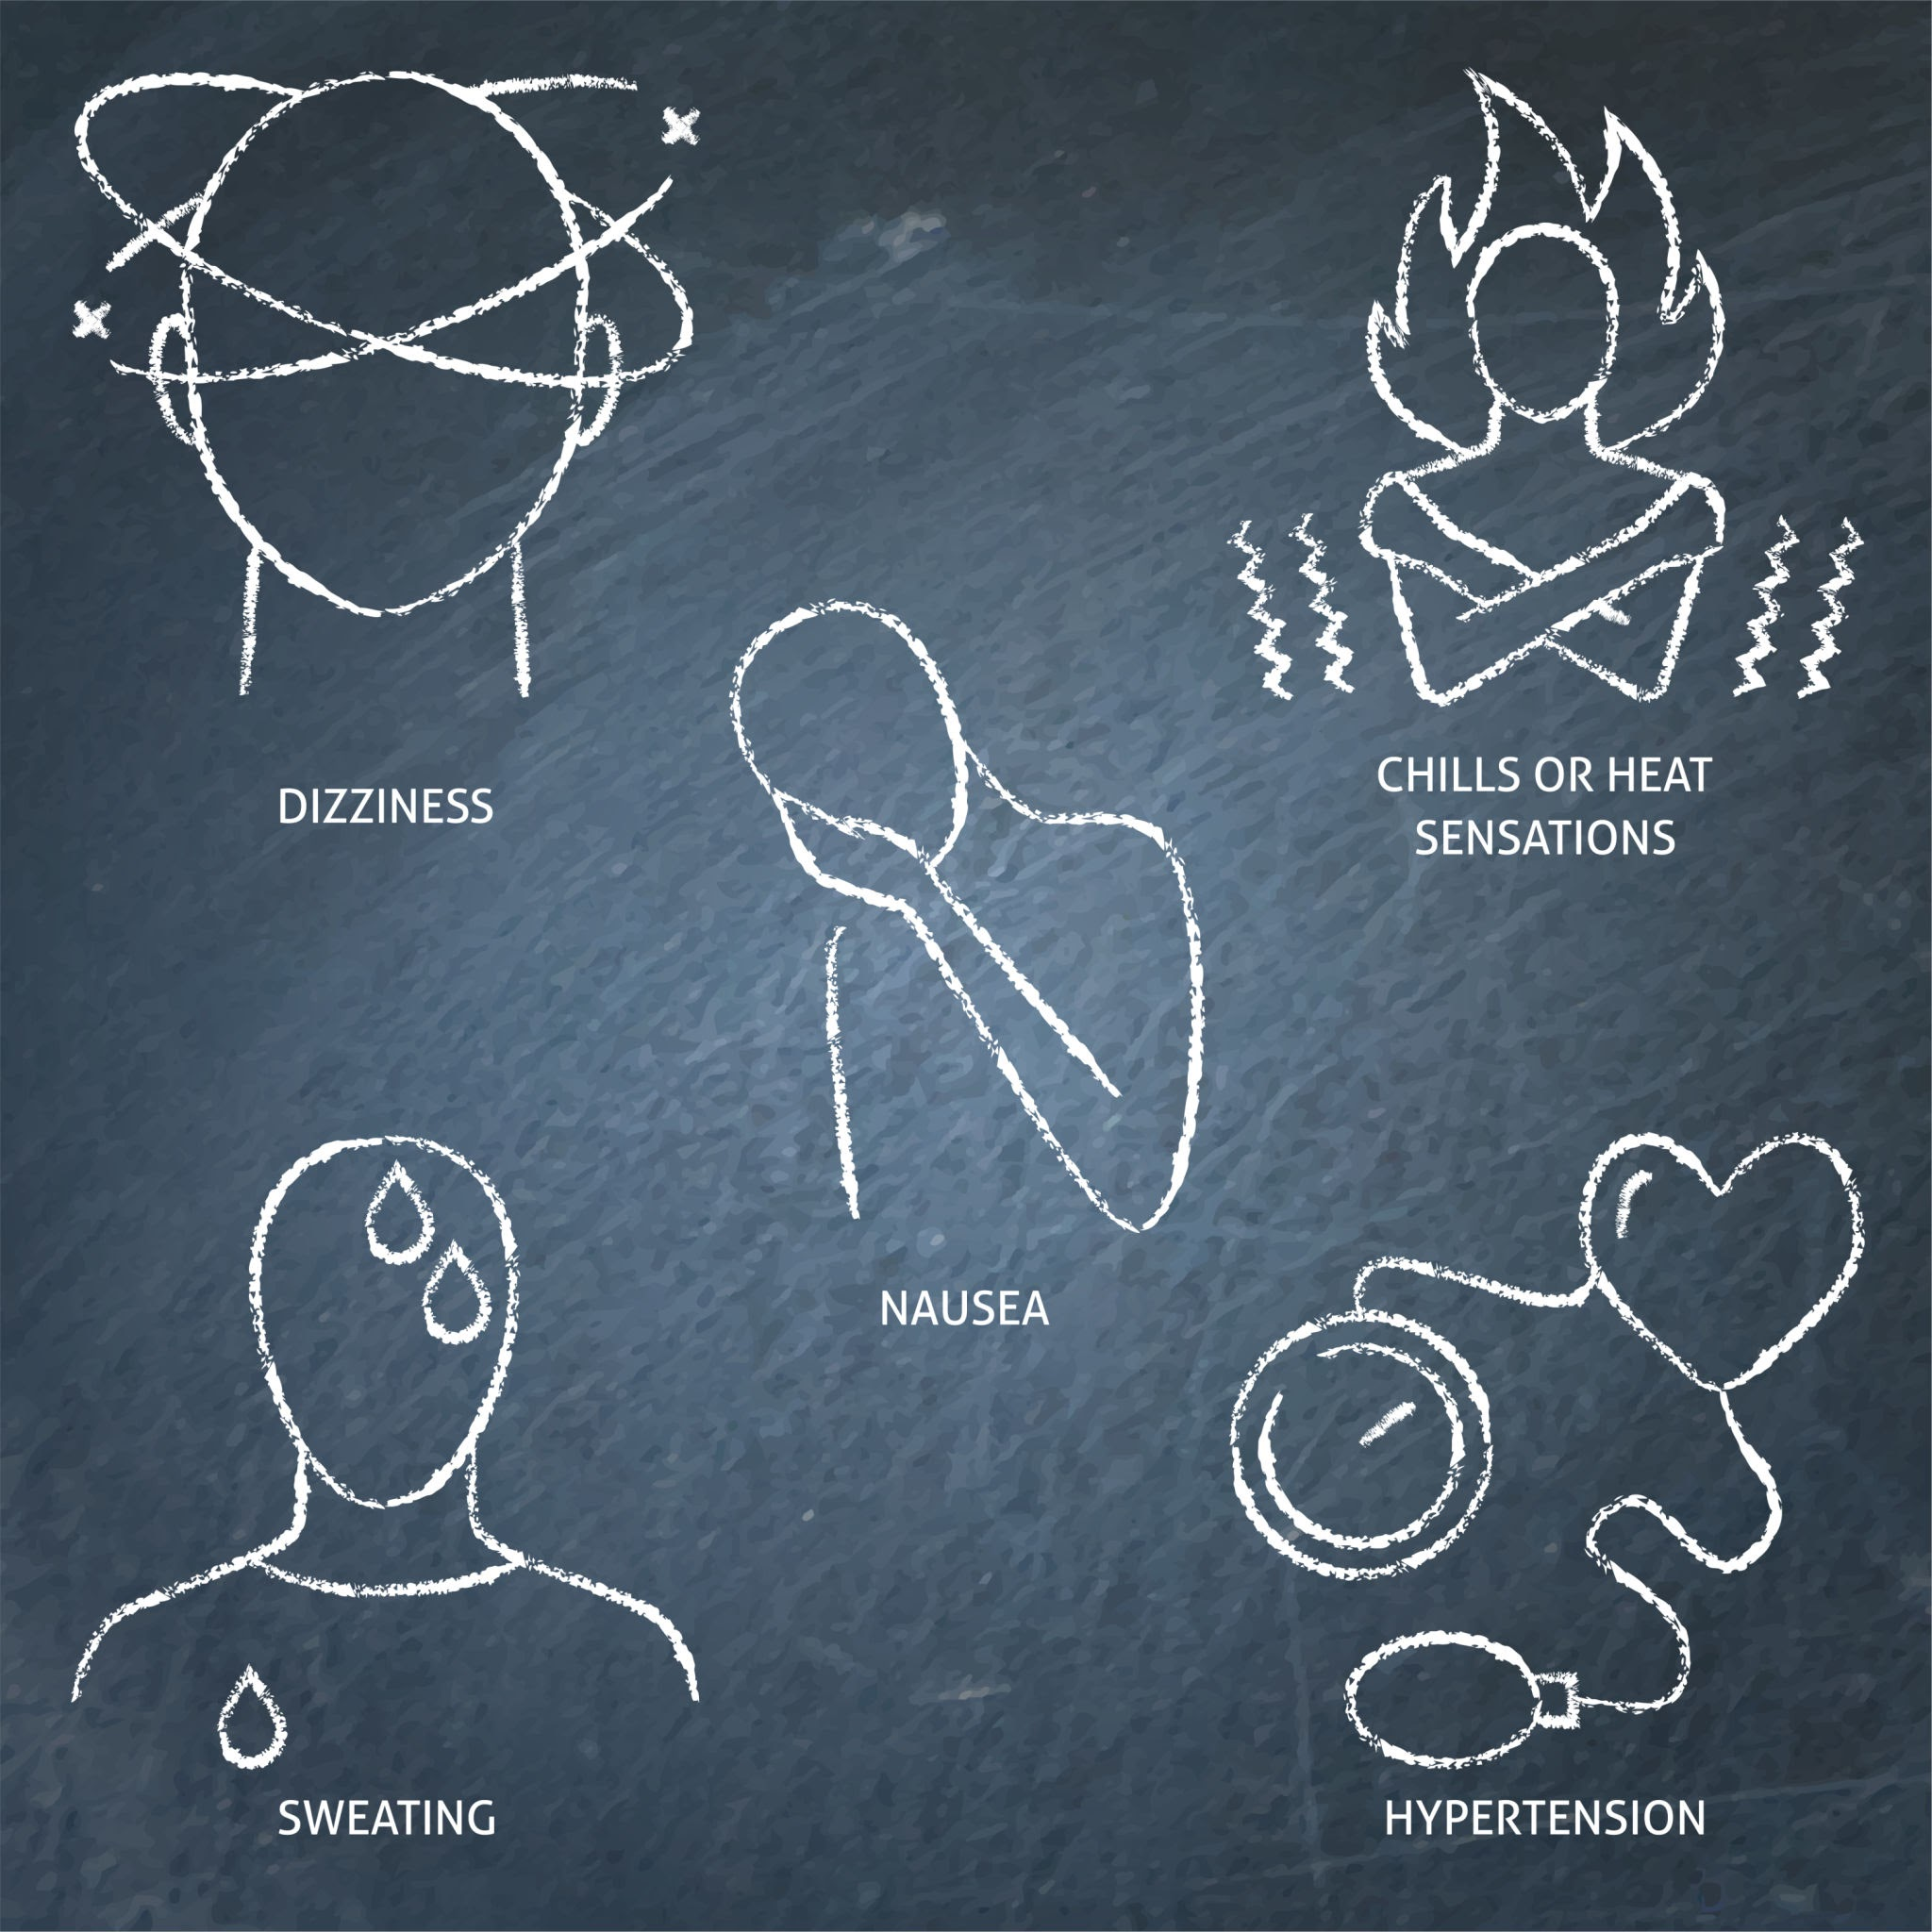 DIZZINESS
CHILLS OR HEAT
SENSATIONS
NAUSEA
SWEATING
HYPERTENSION